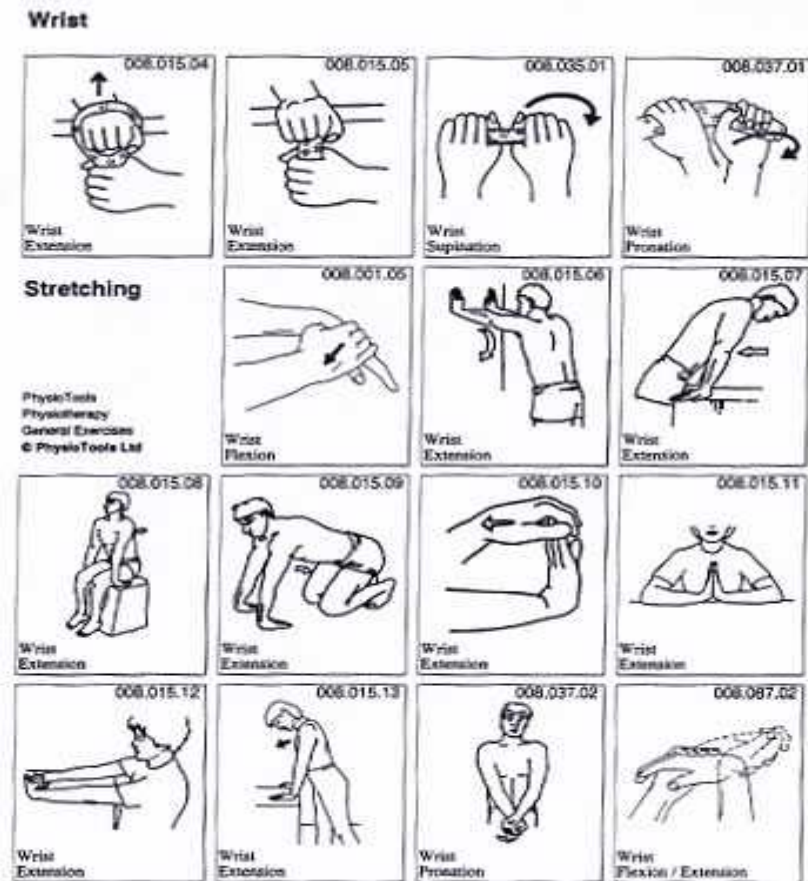 Wrist
008.015.04
Wrist
Extension
008.015.05
Wrist
Extension
008.035.01
Wrist
Supination
008.037.01
Wrist
Pronation
Stretching
PhysioTools
Physiotherapy
General Exercises
© PhysioTools Ltd
008.001.05
Wrist
Flexion
008.015.06
Wrist
Extension
008.015.07
Wrist
Extension
008.015.08
Wrist
Extension
008.015.09
Wrist
Extension
008.015.10
Wrist
Extension
008.015.11
Wrist
Extension
008.015.12
Wrist
Extension
008.015.13
Wrist
Extension
008.037.02
Wrist
Pronation
008.087.02
Wrist
Flexion / Extension